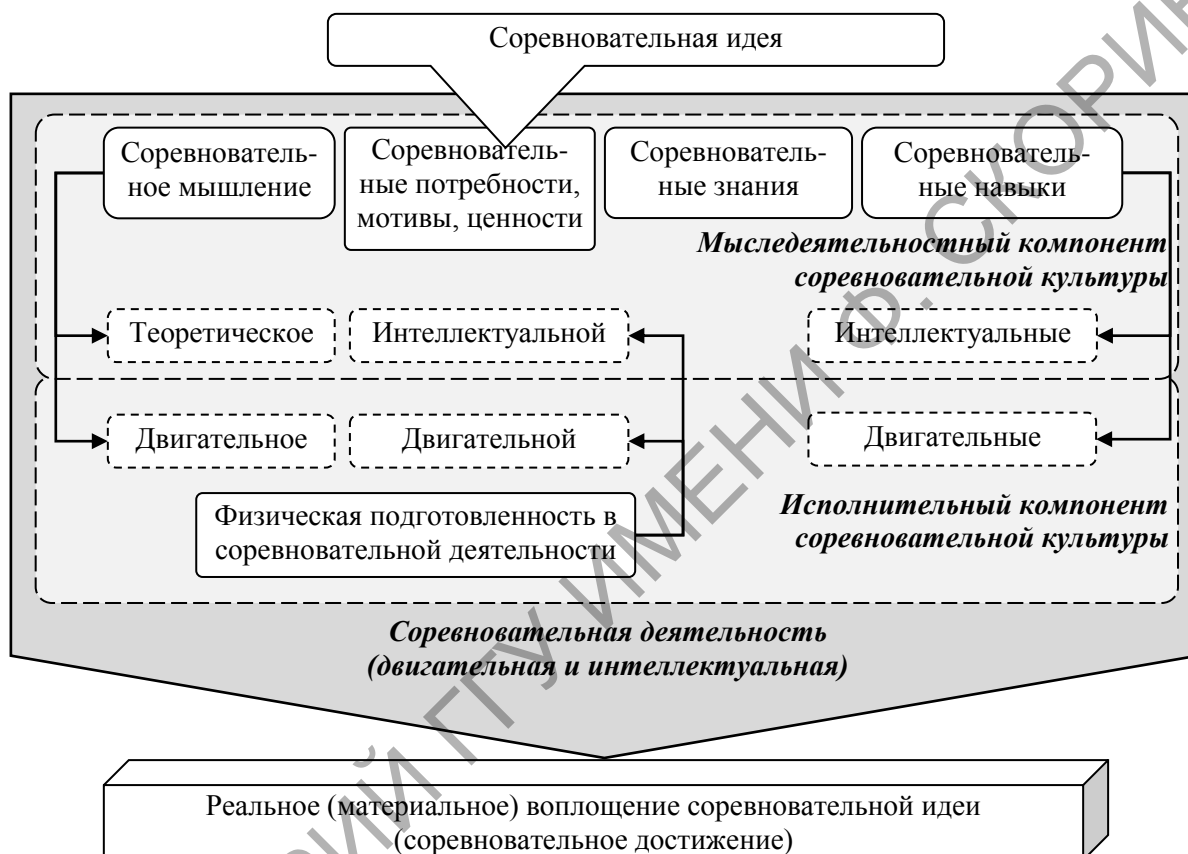 Соревновательная идея
Соревнователь-
ное мышление
Соревнователь-
ные потребности,
мотивы, ценности
Соревнователь-
ные знания
Соревнователь-
ные навыки
Мыследеятельностный компонент
соревновательной культуры
Теоретическое
Интеллектуальной
Интеллектуальные
Двигательное
Двигательной
Двигательные
Физическая подготовленность в
соревновательной деятельности
Исполнительный компонент
соревновательной культуры
Соревновательная деятельность
(двигательная и интеллектуальная)
Реальное (материальное) воплощение соревновательной идеи
(соревновательное достижение)
ГГУ ИМЕНИ Ф.